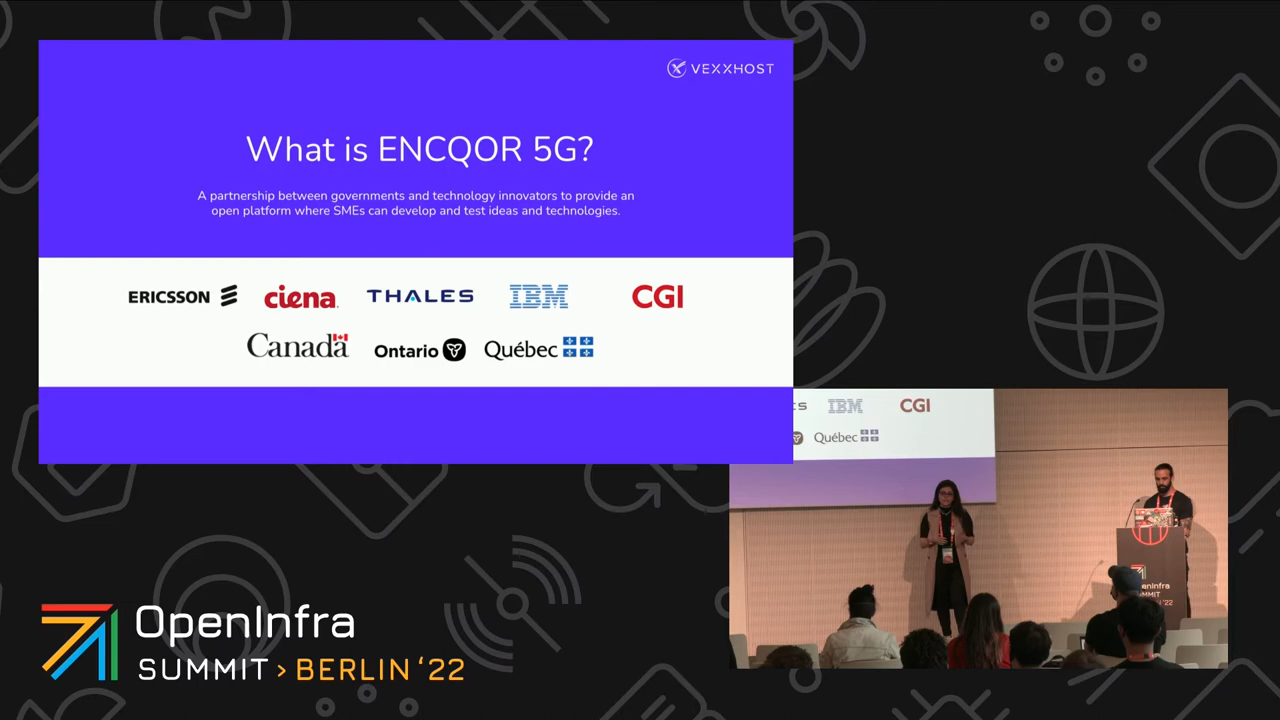 VEXXHOST
What is ENCQOR 5G?
A partnership between governments and technology innovators to provide an
open platform where SMEs can develop and test ideas and technologies.
ERICSSON ciena THALES IBM CGI
Canada Ontario Québec
IBM CGI
Québec
OpenInfra
SUMMIT
OpenInfra
SUMMIT > BERLIN '22